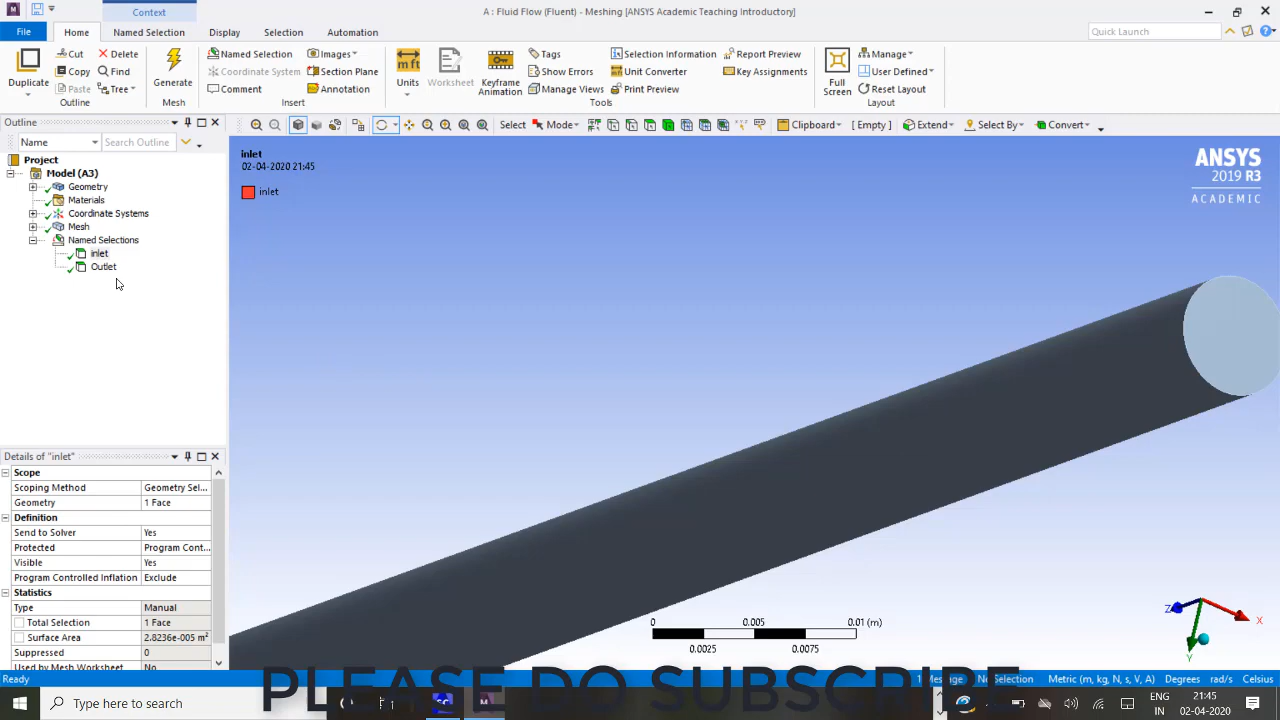 Context
A : Fluid Flow (Fluent) - Meshing [ANSYS Academic Teaching Introductory]
File
Home
Named Selection
Display
Selection
Automation
Quick Launch
Duplicate
Cut
Delete
Copy
Find
Paste
Tree
Outline
Generate
Mesh
Named Selection
Images
Coordinate System
Section Plane
Comment
Annotation
Insert
Units
Worksheet
Keyframe Animation
Tags
Show Errors
Manage Views
Selection Information
Unit Converter
Print Preview
Report Preview
Key Assignments
Tools
Full Screen
Manage
User Defined
Reset Layout
Layout
Outline
Select
Mode
Clipboard
[ Empty ]
Extend
Select By
Convert
Name
Search Outline
Project
Model (A3)
Geometry
Materials
Coordinate Systems
Mesh
Named Selections
inlet
Outlet
inlet
02-04-2020 21:45
inlet
ANSYS
2019 R3
ACADEMIC
Details of "inlet"
Scope
Scoping Method Geometry Sel...
Geometry 1 Face
Definition
Send to Solver Yes
Protected Program Cont...
Visible Yes
Program Controlled Inflation Exclude
Statistics
Type Manual
Total Selection 1 Face
Surface Area 2.8236e-005 m²
Suppressed 0
Used by Mesh Worksheet No
0 0.005 0.01 (m)
0.0025 0.0075
Z X Y
Ready
1 Message
No Selection
Metric (m, kg, N, s, V, A)
Degrees
rad/s
Celsius
PLEASE DO SUBSCRIBE
Type here to search
ENG
IN
21:45
02-04-2020